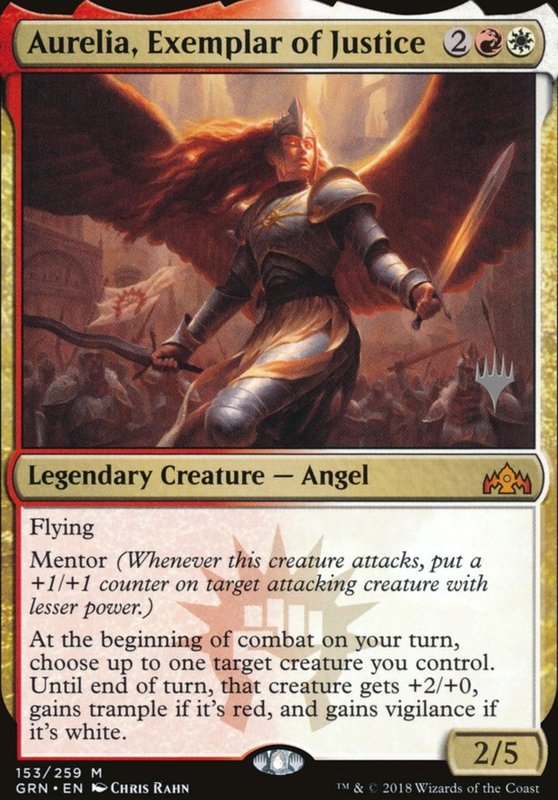 Aurelia, Exemplar of Justice 2
Legendary Creature — Angel
Flying
Mentor (Whenever this creature attacks, put a
+1/+1 counter on target attacking creature with
lesser power.)
At the beginning of combat on your turn,
choose up to one target creature you control.
Until end of turn, that creature gets +2/+0,
gains trample if it's red, and gains vigilance if
it's white.
2/5
153/259 M
GRN • EN Chris Rahn
™ & © 2018 Wizards of the Coast